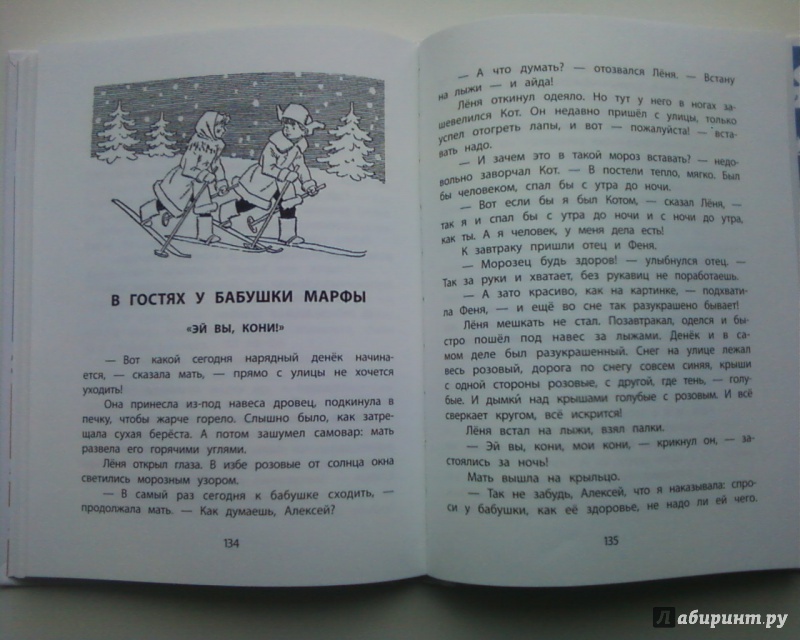 В ГОСТЯХ У БАБУШКИ МАРФЫ
«ЭЙ ВЫ, КОНИ!»
— Вот какой сегодня нарядный денёк начина-
ется, — сказала мать, — прямо с улицы не хочется
уходить!
Она принесла из-под навеса дровец, подкинула в
печку, чтобы жарче горело. Слышно было, как затре-
щала сухая берёста. А потом зашумел самовар: мать
развела его горячими углями.
Лёня открыл глаза. В избе розовые от солнца окна
светились морозным узором.
— В самый раз сегодня к бабушке сходить, —
продолжала мать. — Как думаешь, Алексей?
134
— А что думать? — отозвался Лёня. — Встану
на лыжи — и айда!
Лёня откинул одеяло. Но тут у него в ногах за-
шевелился Кот. Он недавно пришёл с улицы, только
успел отогреть лапы, и вот — пожалуйста! — вста-
вать надо.
— И зачем это в такой мороз вставать? — недо-
вольно заворчал Кот. — В постели тепло, мягко. Был
бы человеком, спал бы с утра до ночи.
— Вот если бы я был Котом, — сказал Лёня, —
так я и спал бы с утра до ночи и с ночи до утра,
как ты. А я человек, у меня дела есть!
К завтраку пришли отец и Феня.
— Морозец будь здоров! — улыбнулся отец. —
Так за руки и хватает, без рукавиц не поработаешь.
— А зато красиво, как на картинке, — подхвати-
ла Феня, — и ещё во сне так разукрашено бывает!
Лёня мешкать не стал. Позавтракал, оделся и бы-
стро пошёл под навес за лыжами. Денёк и в са-
мом деле был разукрашенный. Снег на улице лежал
весь розовый, дорога по снегу совсем синяя, крыши
с одной стороны розовые, с другой, где тень, — голу-
бые. И дымки над крышами голубые с розовым. И всё
сверкает кругом, всё искрится!
Лёня встал на лыжи, взял палки.
— Эй вы, кони, мои кони, — крикнул он, — за-
стоялись за ночь!
Мать вышла на крыльцо.
— Так не забудь, Алексей, что я наказывала: спро-
си у бабушки, как её здоровье, не надо ли ей чего.
135
Лабиринт.ру